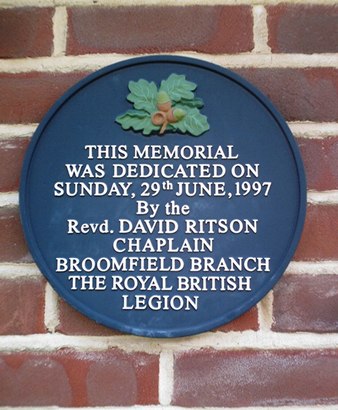 THIS MEMORIAL
WAS DEDICATED ON
SUNDAY, 29th JUNE, 1997
By the
Revd. DAVID RITSON
CHAPLAIN
BROOMFIELD BRANCH
THE ROYAL BRITISH
LEGION